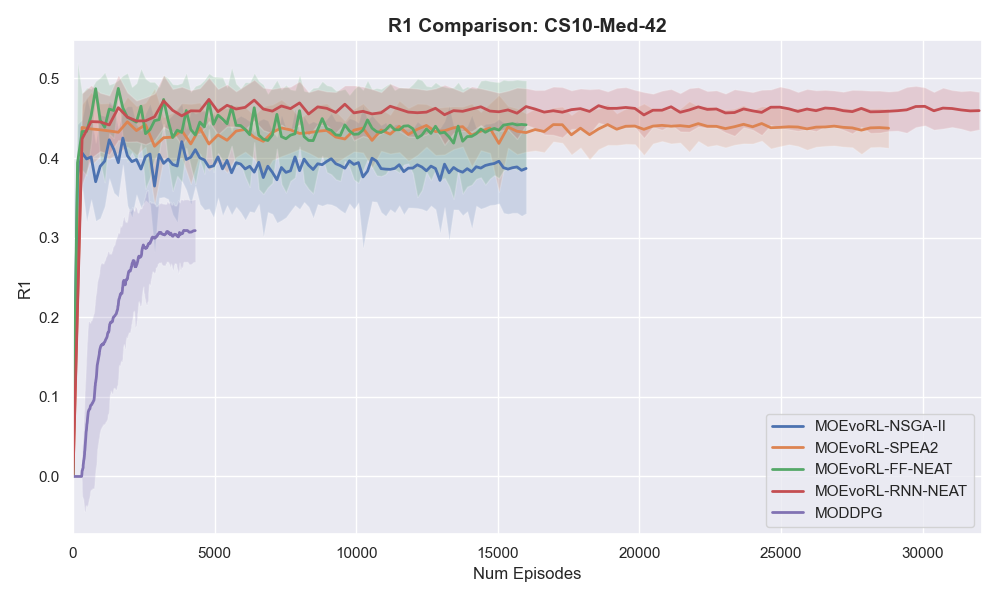 R1 Comparison: CS10-Med-42
R1
0.5
0.4
0.3
0.2
0.1
0.0
0 5000 10000 15000 20000 25000 30000
Num Episodes
MOEvoRL-NSGA-II
MOEvoRL-SPEA2
MOEvoRL-FF-NEAT
MOEvoRL-RNN-NEAT
MODDPG